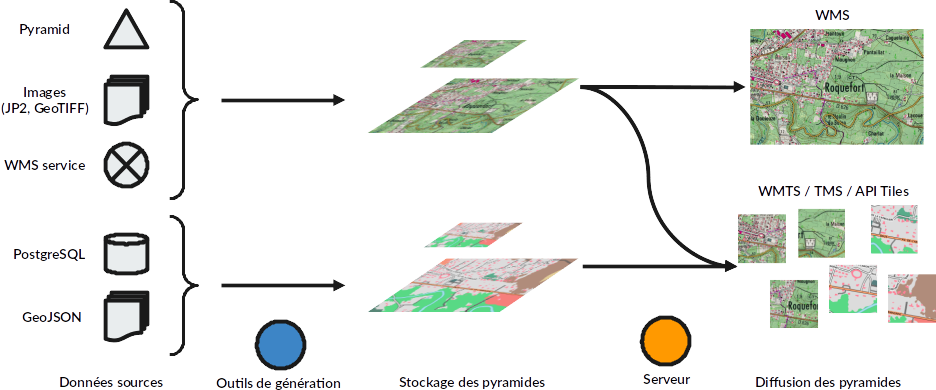 Pyramid
Images
(JP2, GeoTIFF)
WMS service
PostgreSQL
GeoJSON
WMS
Roquefort
WMTS / TMS / API Tiles
Données sources
Outils de génération
Stockage des pyramides
Serveur
Diffusion des pyramides